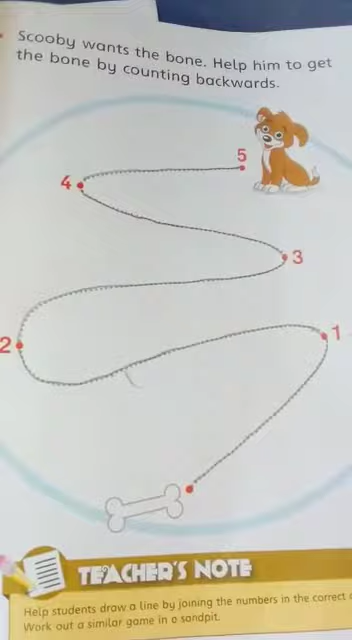 Scooby wants the bone. Help him to get
the bone by counting backwards.
5
4
3
2
1
TEACHER'S NOTE
Help students draw a line by joining the numbers in the correct
Work out a similar game in a sandpit.